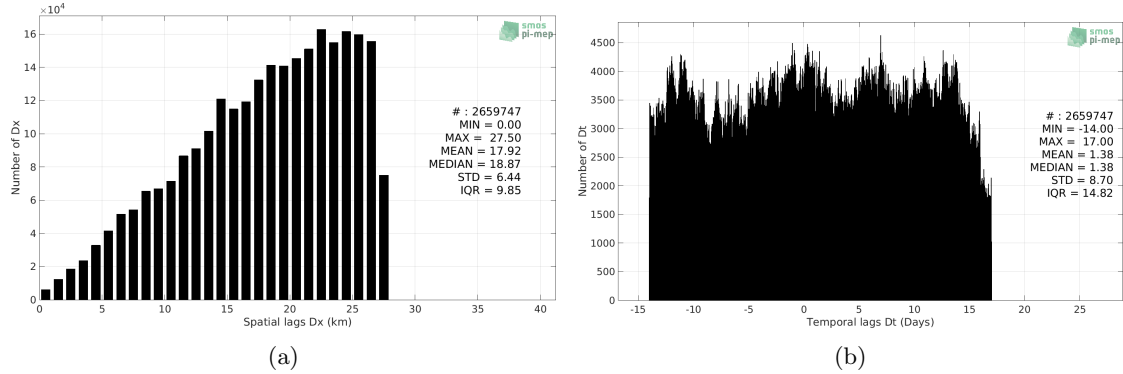 ×10⁴
16
14
12
10
8
6
4
2
0
Number of Dx
0 5 10 15 20 25 30 35 40
Spatial lags Dx (km)
smos
pi-mep
# : 2659747
MIN = 0.00
MAX = 27.50
MEAN = 17.92
MEDIAN = 18.87
STD = 6.44
IQR = 9.85
(a)
4500
4000
3500
3000
2500
2000
1500
1000
500
0
Number of Dt
-15 -10 -5 0 5 10 15 20 25
Temporal lags Dt (Days)
smos
pi-mep
# : 2659747
MIN = -14.00
MAX = 17.00
MEAN = 1.38
MEDIAN = 1.38
STD = 8.70
IQR = 14.82
(b)